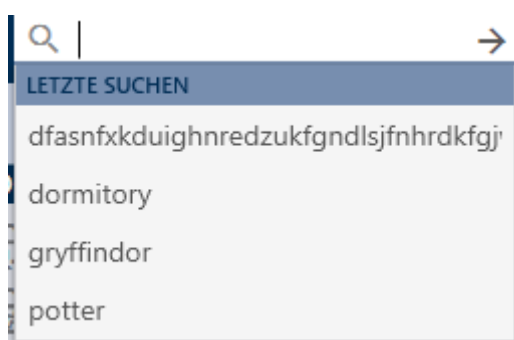 LETZTE SUCHEN
dfasnfxkduighnredzukfgndlsjfnhrdkfgj
dormitory
gryffindor
potter